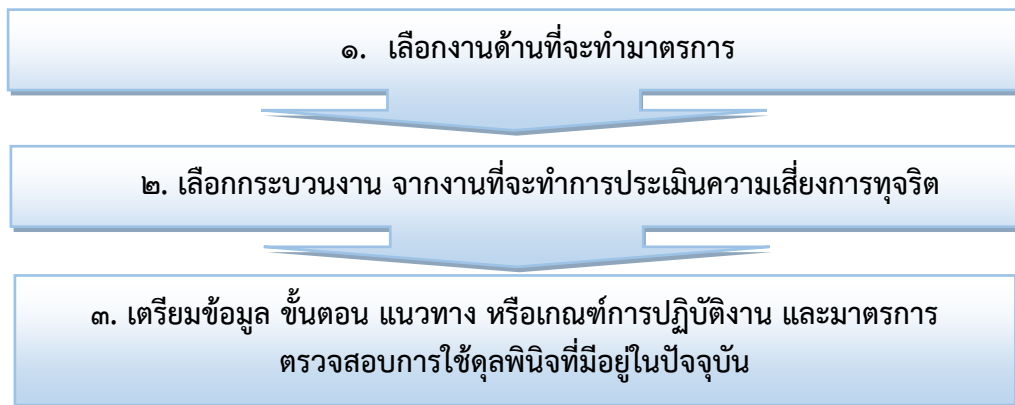 ๑. เลือกงานด้านที่จะทำมาตรการ
๒. เลือกกระบวนงาน จากงานที่จะทำการประเมินความเสี่ยงการทุจริต
๓. เตรียมข้อมูล ขั้นตอน แนวทาง หรือเกณฑ์การปฏิบัติงาน และมาตรการ
ตรวจสอบการใช้ดุลพินิจที่มีอยู่ในปัจจุบัน